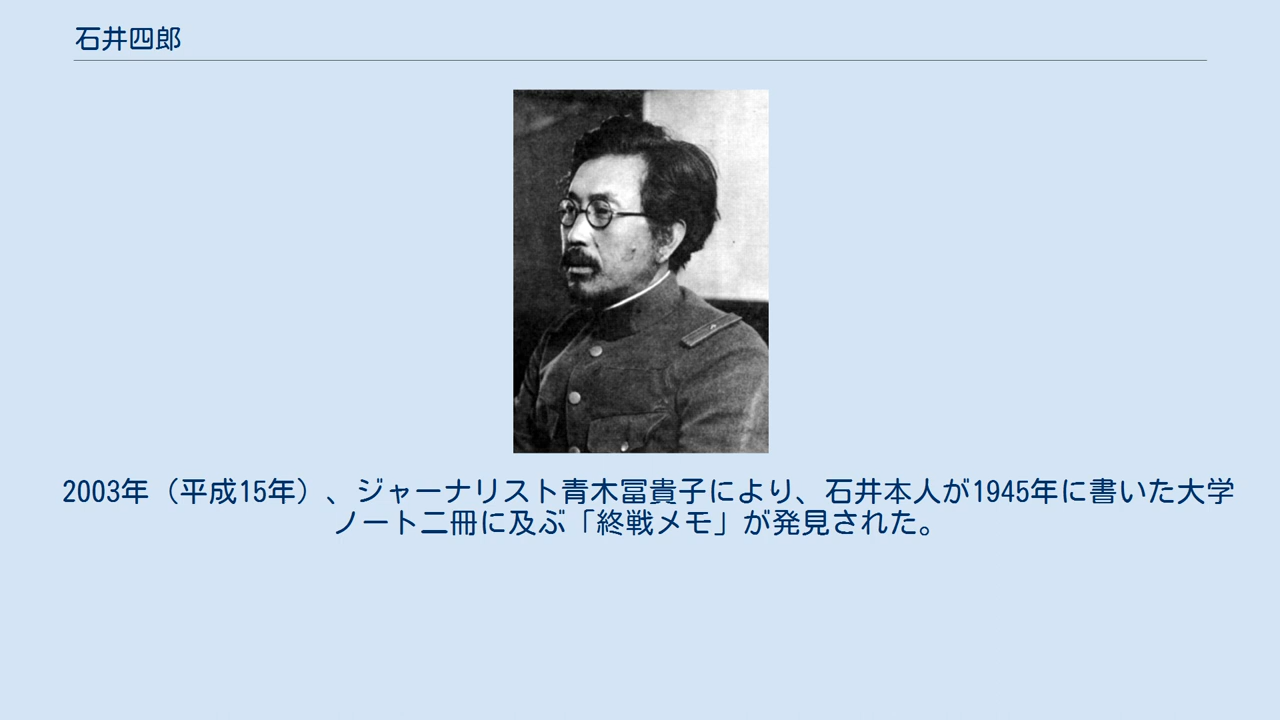 石井四郎
2003年（平成15年）、ジャーナリスト青木冨貴子により、石井本人が1945年に書いた大学
ノート二冊に及ぶ「終戦メモ」が発見された。